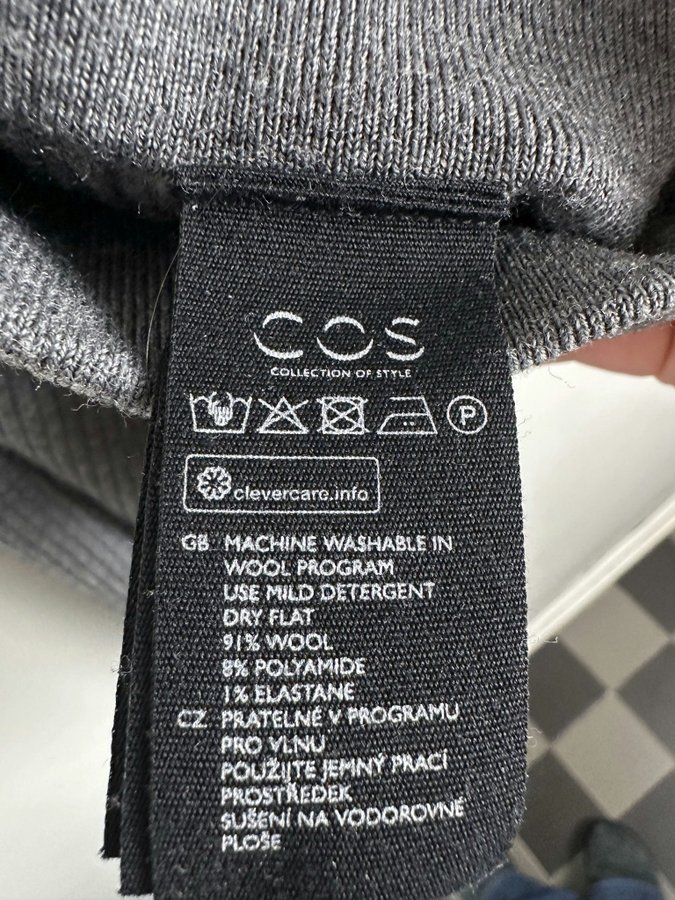 COS
COLLECTION OF STYLE
P
clevercare.info
GB MACHINE WASHABLE IN
WOOL PROGRAM
USE MILD DETERGENT
DRY FLAT
91% WOOL
8% POLYAMIDE
1% ELASTANE
CZ PRATELNÉ V PROGRAMU
PRO VLNU
POUŽIJTE JEMNÝ PRACÍ
PROSTŘEDEK
SUŠENÍ NA VODOROVNÉ
PLOŠE